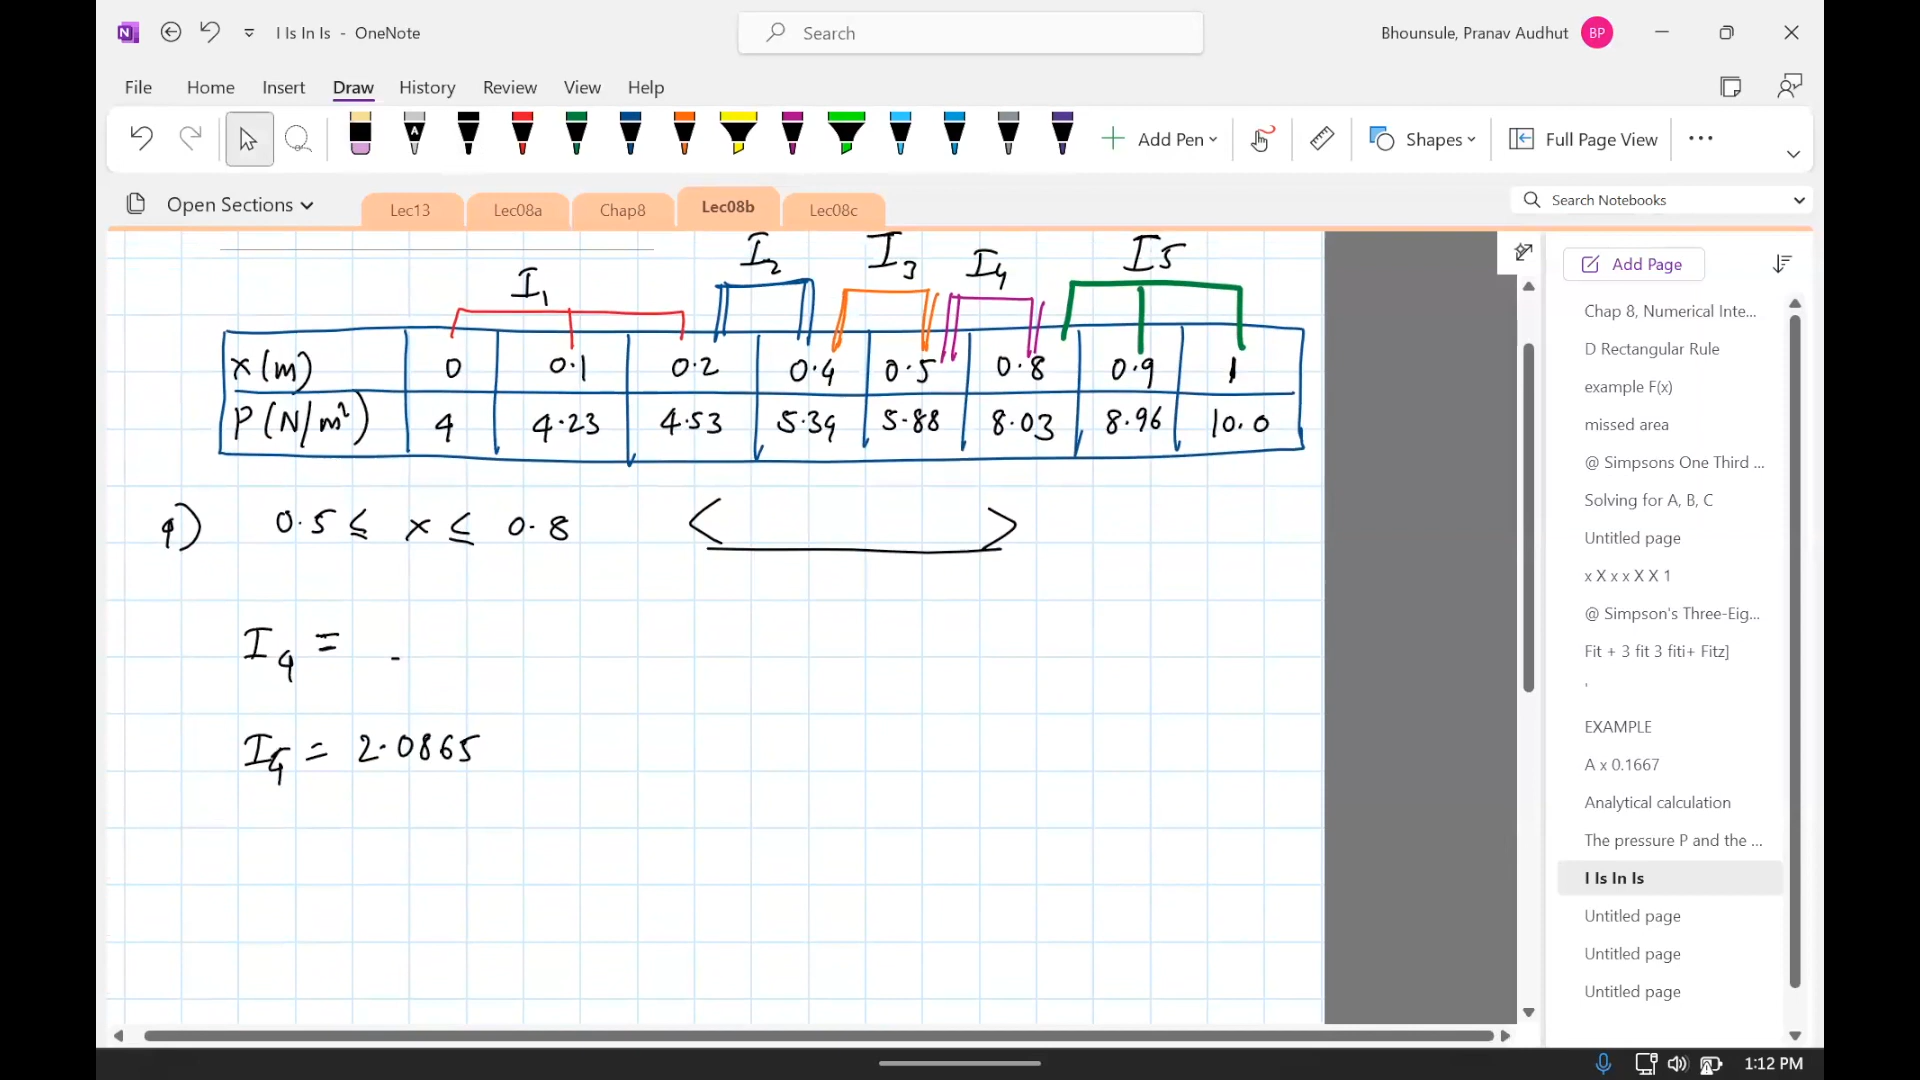 I Is In Is - OneNote
Search
Bhounsule, Pranav Audhut BP
File Home Insert Draw History Review View Help
A Add Pen Shapes Full Page View
Open Sections Lec13 Lec08a Chap8 Lec08b Lec08c Search Notebooks
I₁ I₂ I₃ I₄ I5
x (m) 0 0.1 0.2 0.4 0.5 0.8 0.9 1
P (N/m²) 4 4.23 4.53 5.39 5.88 8.03 8.96 10.0
4) 0.5 ≤ x ≤ 0.8 < >
I₄ = -
I₄ = 2.0865
Add Page
Chap 8, Numerical Inte...
D Rectangular Rule
example F(x)
missed area
@ Simpsons One Third ...
Solving for A, B, C
Untitled page
x X x x X X 1
@ Simpson's Three-Eig...
Fit + 3 fit 3 fiti+ Fitz]
'
EXAMPLE
A x 0.1667
Analytical calculation
The pressure P and the ...
I Is In Is
Untitled page
Untitled page
Untitled page
1:12 PM